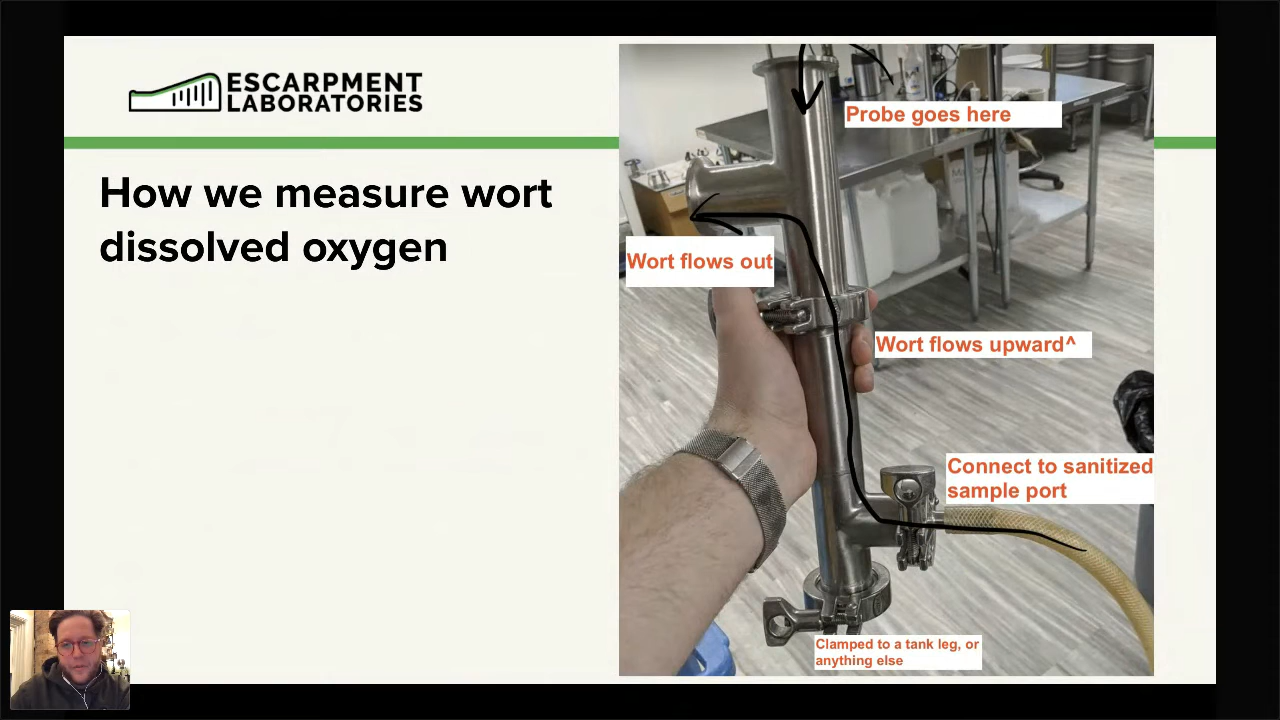 ESCARPMENT
LABORATORIES
How we measure wort
dissolved oxygen
Probe goes here
Wort flows out
Wort flows upward^
Connect to sanitized
sample port
Clamped to a tank leg, or
anything else